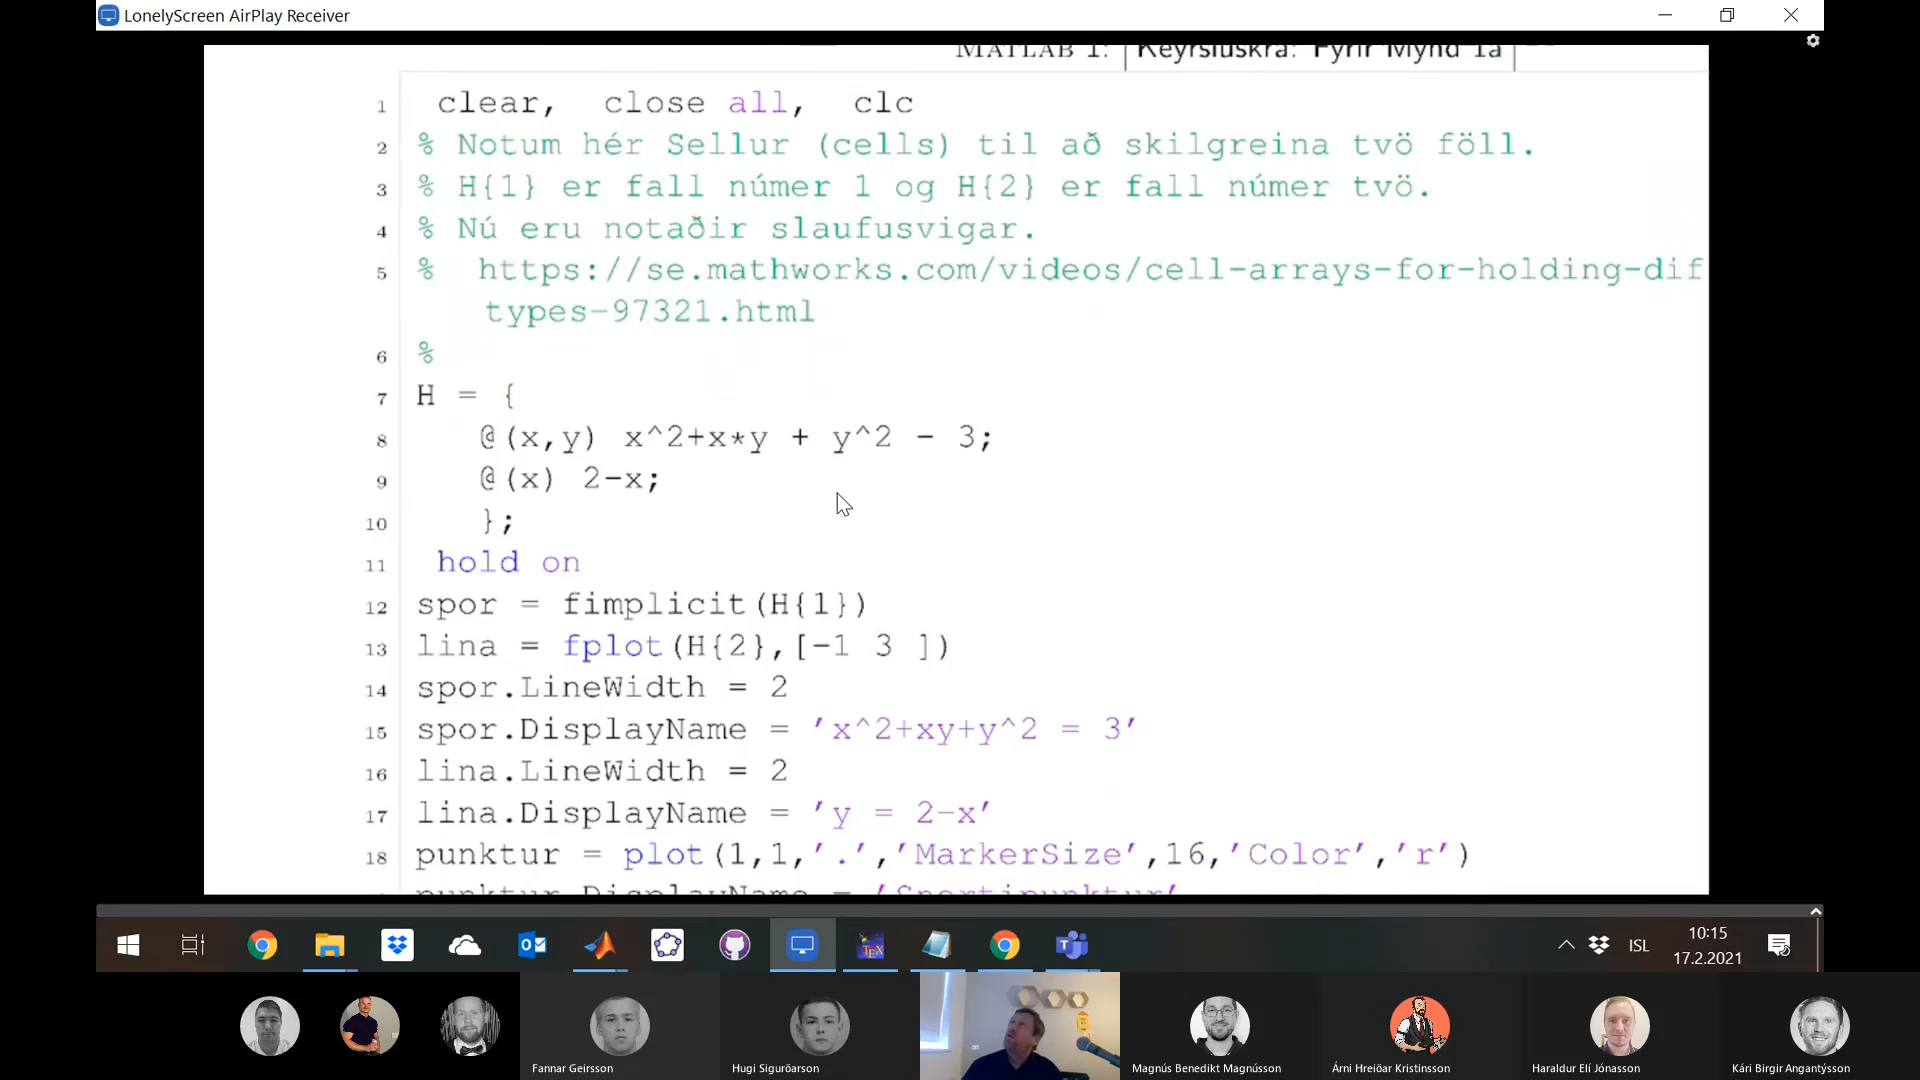 LonelyScreen AirPlay Receiver
MATLAB 1: Keyrsluskrá: Fyrir Mynd 1a
1 clear, close all, clc
2 % Notum hér Sellur (cells) til að skilgreina tvö föll.
3 % H{1} er fall númer 1 og H{2} er fall númer tvö.
4 % Nú eru notaðir slaufusvigar.
5 % https://se.mathworks.com/videos/cell-arrays-for-holding-dif
types-97321.html
6 %
7 H = {
8 @(x,y) x^2+x*y + y^2 - 3;
9 @(x) 2-x;
10 };
11 hold on
12 spor = fimplicit(H{1})
13 lina = fplot(H{2},[-1 3 ])
14 spor.LineWidth = 2
15 spor.DisplayName = 'x^2+xy+y^2 = 3'
16 lina.LineWidth = 2
17 lina.DisplayName = 'y = 2-x'
18 punktur = plot(1,1,'.','MarkerSize',16,'Color','r')
punktur.DisplayName = 'Snertipunktur'
ISL
10:15
17.2.2021
Fannar Geirsson
Hugi Sigurðarson
Magnús Benedikt Magnússon
Árni Hreiðar Kristinsson
Haraldur Elí Jónasson
Kári Birgir Angantýsson